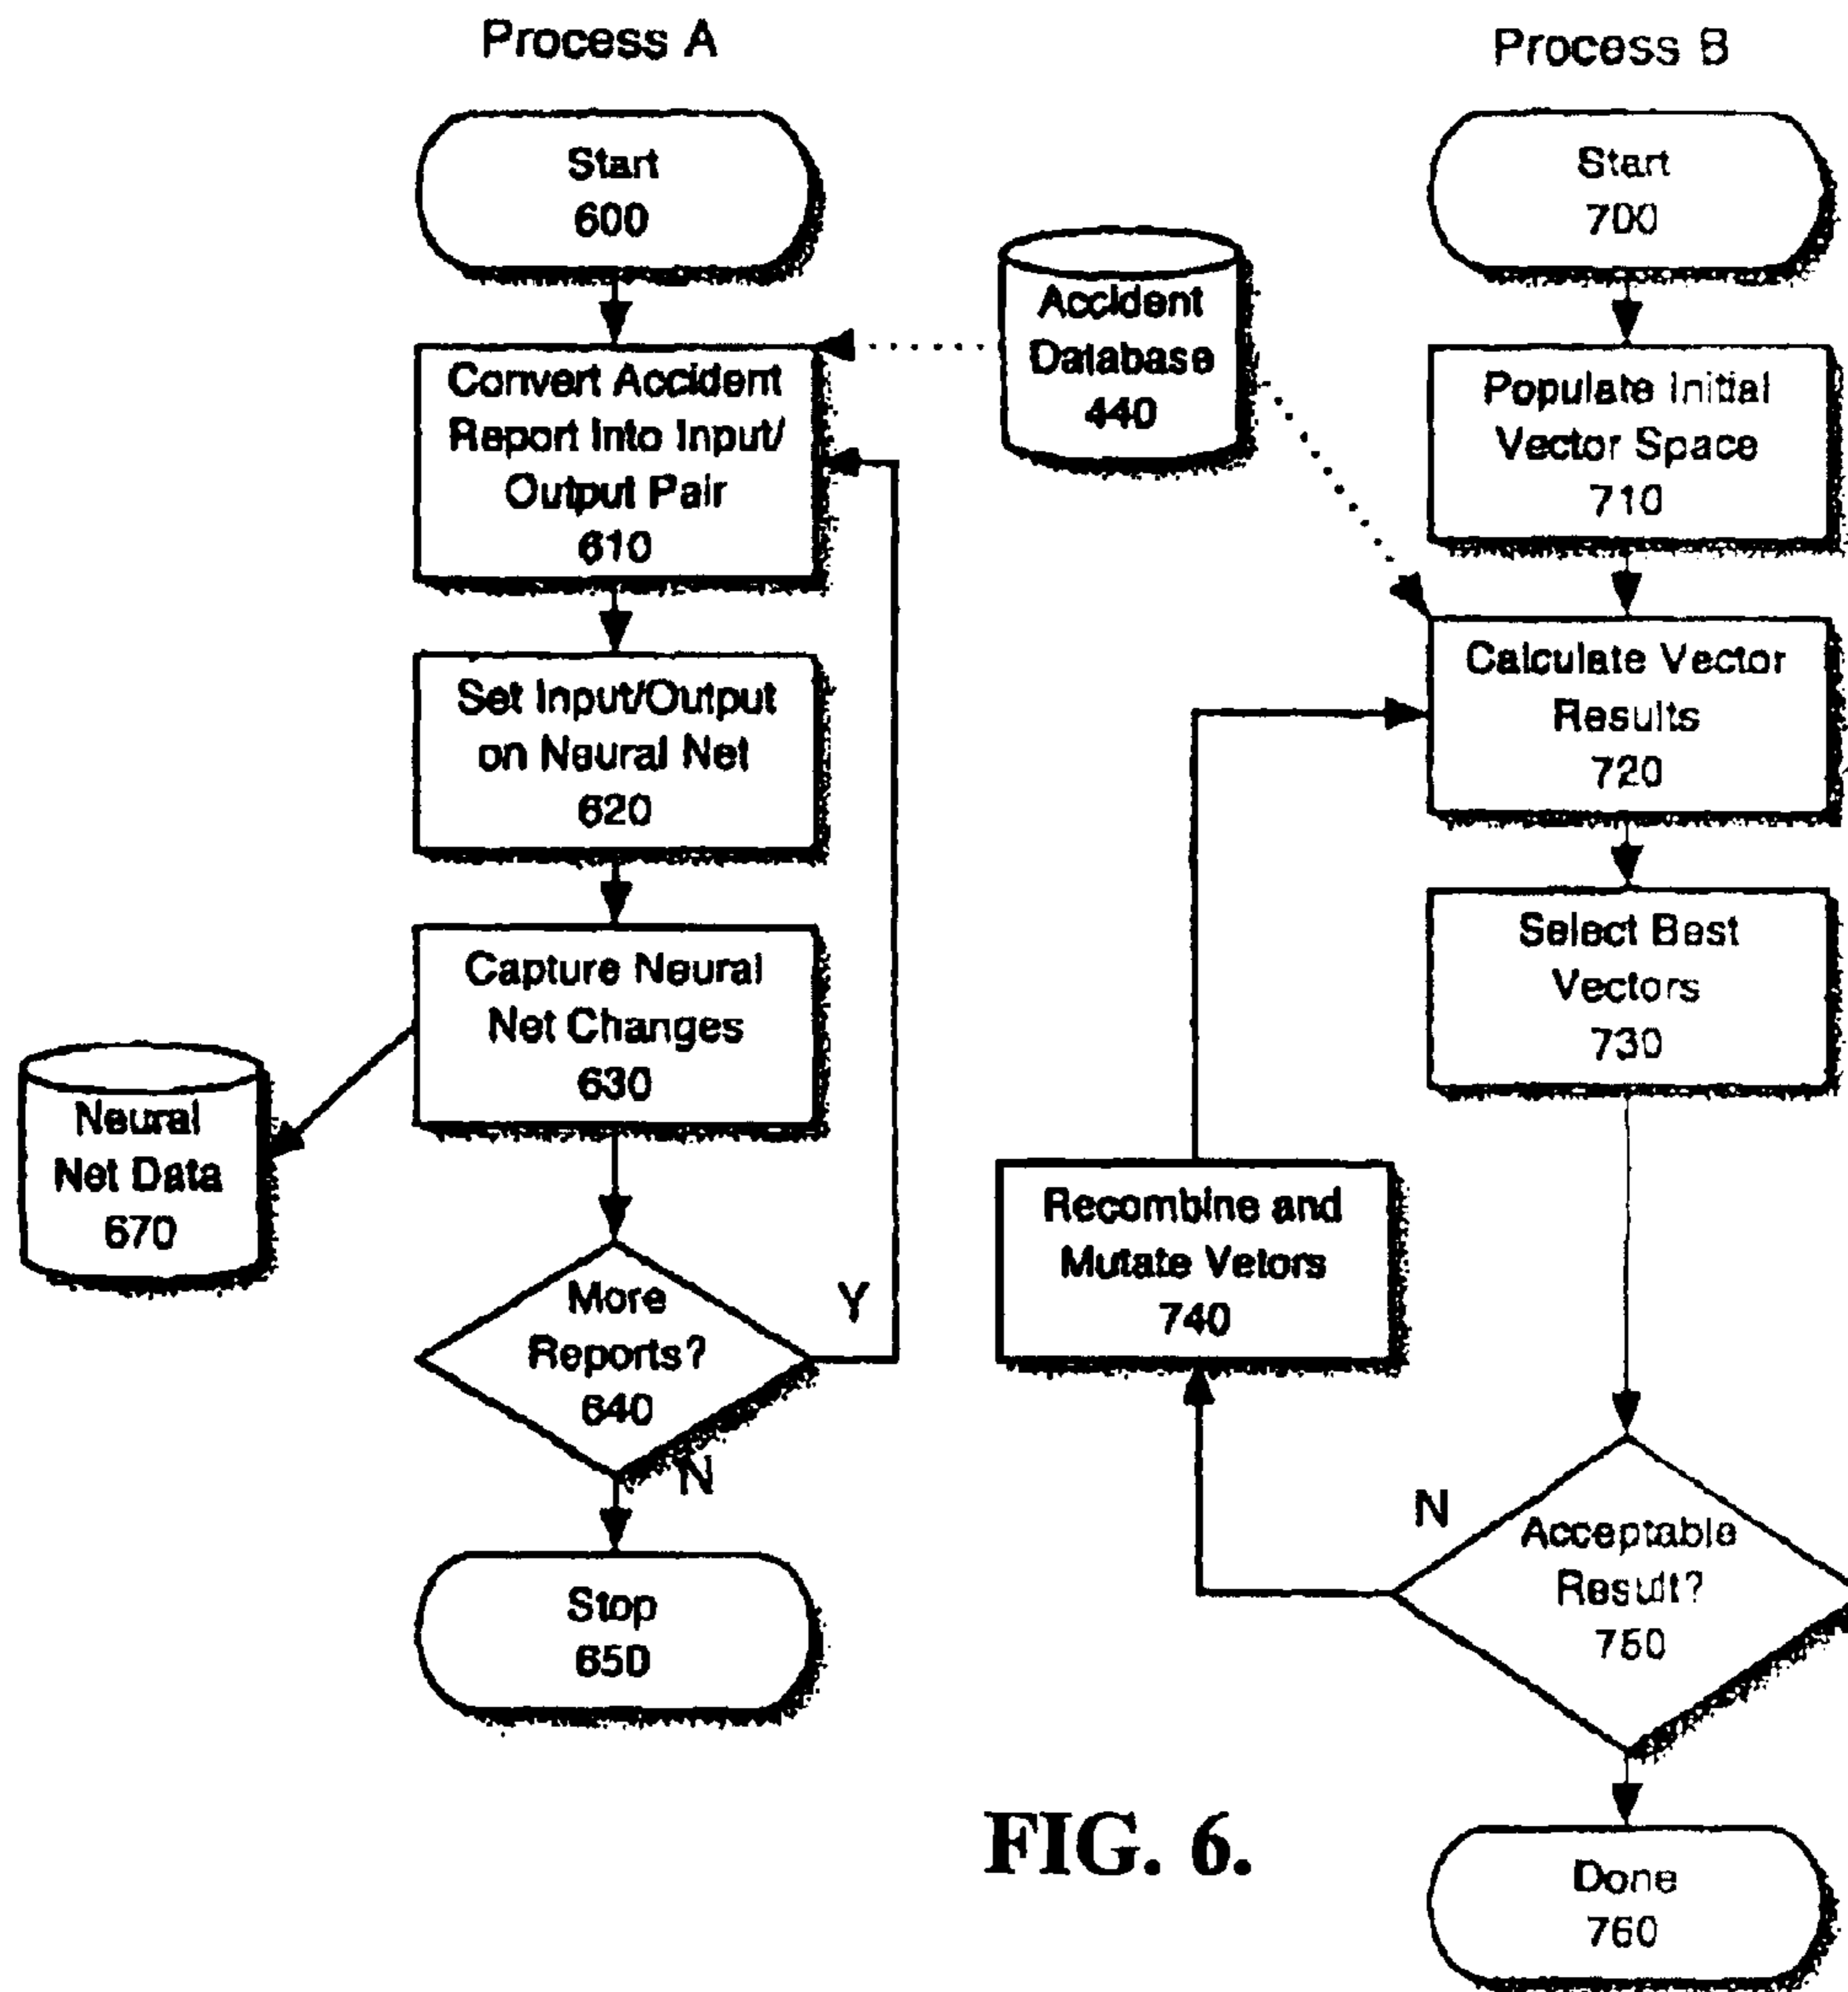 Process A
Start
600
Convert Accident
Report Into Input/
Output Pair
610
Set Input/Output
on Neural Net
620
Capture Neural
Net Changes
630
Neural
Net Data
670
More
Reports?
640
Y
N
Stop
650
Accident
Database
440
Process B
Start
700
Populate Initial
Vector Space
710
Calculate Vector
Results
720
Select Best
Vectors
730
Recombine and
Mutate Vetors
740
N
Acceptable
Result?
750
Done
760
FIG. 6.